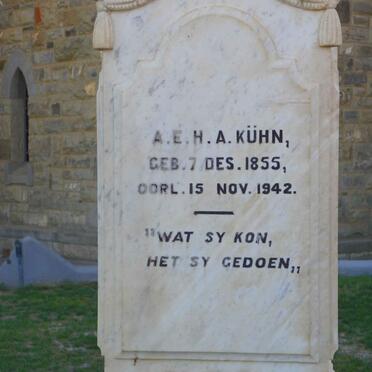 A.E.H.A.KÜHN,
GEB.7 DES.1855,
OORL.15 NOV.1942.
"WAT SY KON,
HET SY GEDOEN„